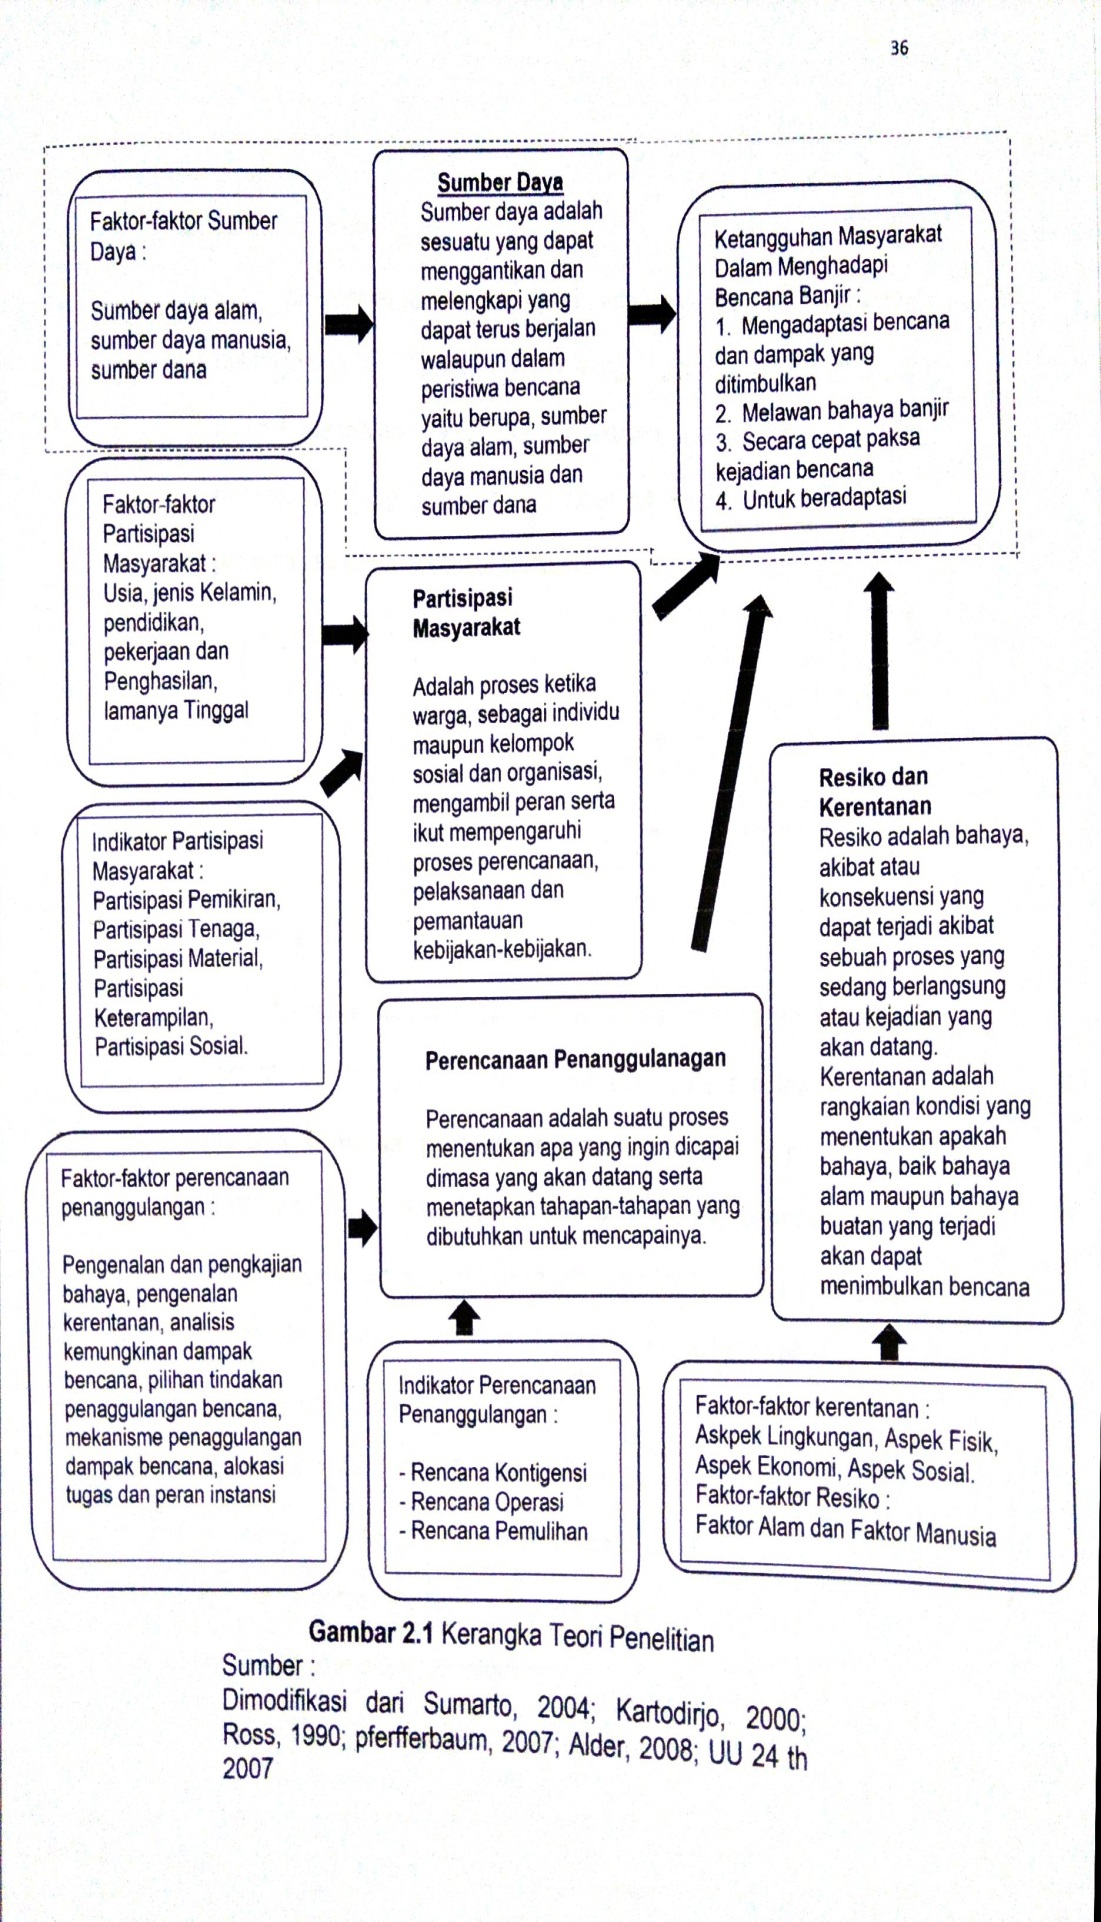 36
Faktor-faktor Sumber
Daya :
Sumber daya alam,
sumber daya manusia,
sumber dana
Sumber Daya
Sumber daya adalah
sesuatu yang dapat
menggantikan dan
melengkapi yang
dapat terus berjalan
walaupun dalam
peristiwa bencana
yaitu berupa, sumber
daya alam, sumber
daya manusia dan
sumber dana
Ketangguhan Masyarakat
Dalam Menghadapi
Bencana Banjir :
1. Mengadaptasi bencana
dan dampak yang
ditimbulkan
2. Melawan bahaya banjir
3. Secara cepat paksa
kejadian bencana
4. Untuk beradaptasi
Faktor-faktor
Partisipasi
Masyarakat :
Usia, jenis Kelamin,
pendidikan,
pekerjaan dan
Penghasilan,
lamanya Tinggal
Partisipasi
Masyarakat
Adalah proses ketika
warga, sebagai individu
maupun kelompok
sosial dan organisasi,
mengambil peran serta
ikut mempengaruhi
proses perencanaan,
pelaksanaan dan
pemantauan
kebijakan-kebijakan.
Indikator Partisipasi
Masyarakat :
Partisipasi Pemikiran,
Partisipasi Tenaga,
Partisipasi Material,
Partisipasi
Keterampilan,
Partisipasi Sosial.
Resiko dan
Kerentanan
Resiko adalah bahaya,
akibat atau
konsekuensi yang
dapat terjadi akibat
sebuah proses yang
sedang berlangsung
atau kejadian yang
akan datang.
Kerentanan adalah
rangkaian kondisi yang
menentukan apakah
bahaya, baik bahaya
alam maupun bahaya
buatan yang terjadi
akan dapat
menimbulkan bencana
Perencanaan Penanggulanagan
Perencanaan adalah suatu proses
menentukan apa yang ingin dicapai
dimasa yang akan datang serta
menetapkan tahapan-tahapan yang
dibutuhkan untuk mencapainya.
Faktor-faktor perencanaan
penanggulangan :
Pengenalan dan pengkajian
bahaya, pengenalan
kerentanan, analisis
kemungkinan dampak
bencana, pilihan tindakan
penaggulangan bencana,
mekanisme penaggulangan
dampak bencana, alokasi
tugas dan peran instansi
Indikator Perencanaan
Penanggulangan :
- Rencana Kontigensi
- Rencana Operasi
- Rencana Pemulihan
Faktor-faktor kerentanan :
Askpek Lingkungan, Aspek Fisik,
Aspek Ekonomi, Aspek Sosial.
Faktor-faktor Resiko :
Faktor Alam dan Faktor Manusia
Gambar 2.1 Kerangka Teori Penelitian
Sumber :
Dimodifikasi dari Sumarto, 2004; Kartodirjo, 2000;
Ross, 1990; pferfferbaum, 2007; Alder, 2008; UU 24 th
2007